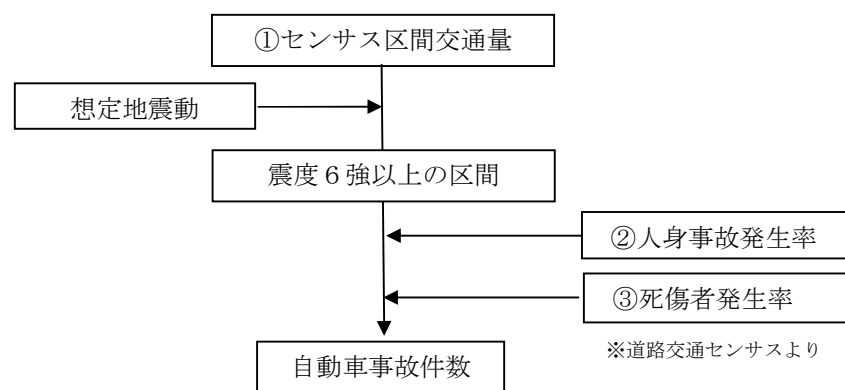 ①センサス区間交通量
想定地震動
震度６強以上の区間
②人身事故発生率
③死傷者発生率
※道路交通センサスより
自動車事故件数